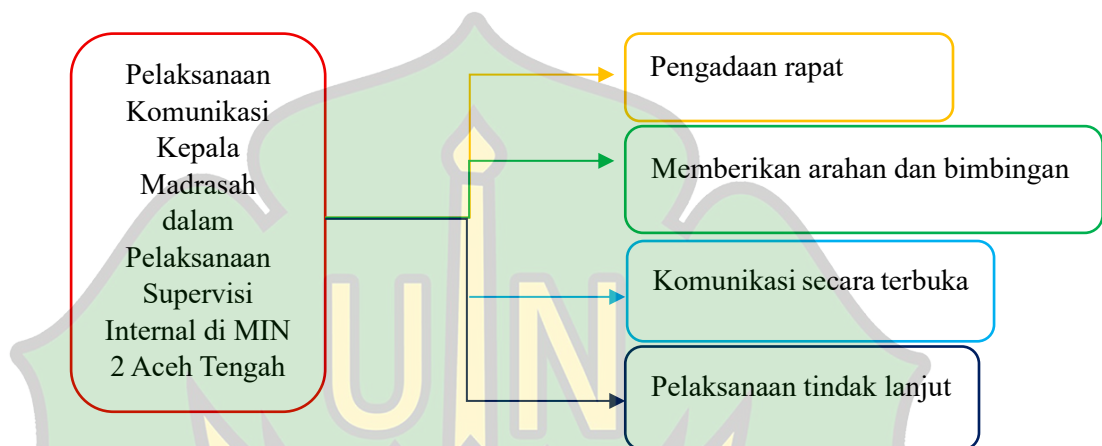 Pelaksanaan
Komunikasi
Kepala
Madrasah
dalam
Pelaksanaan
Supervisi
Internal di MIN
2 Aceh Tengah
Pengadaan rapat
Memberikan arahan dan bimbingan
Komunikasi secara terbuka
Pelaksanaan tindak lanjut
UIN